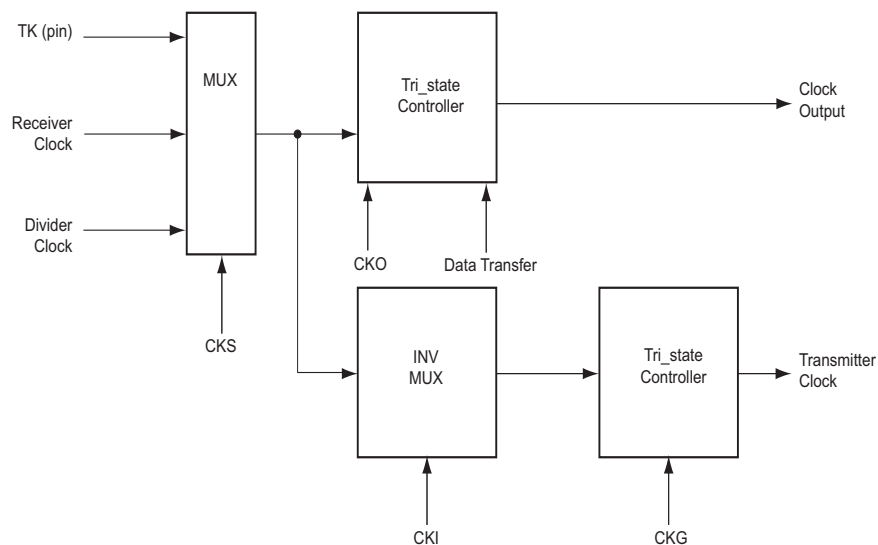 TK (pin)
MUX
Tri_state
Controller
Clock
Output
Receiver
Clock
Divider
Clock
CKO
Data Transfer
CKS
INV
MUX
Tri_state
Controller
Transmitter
Clock
CKI
CKG